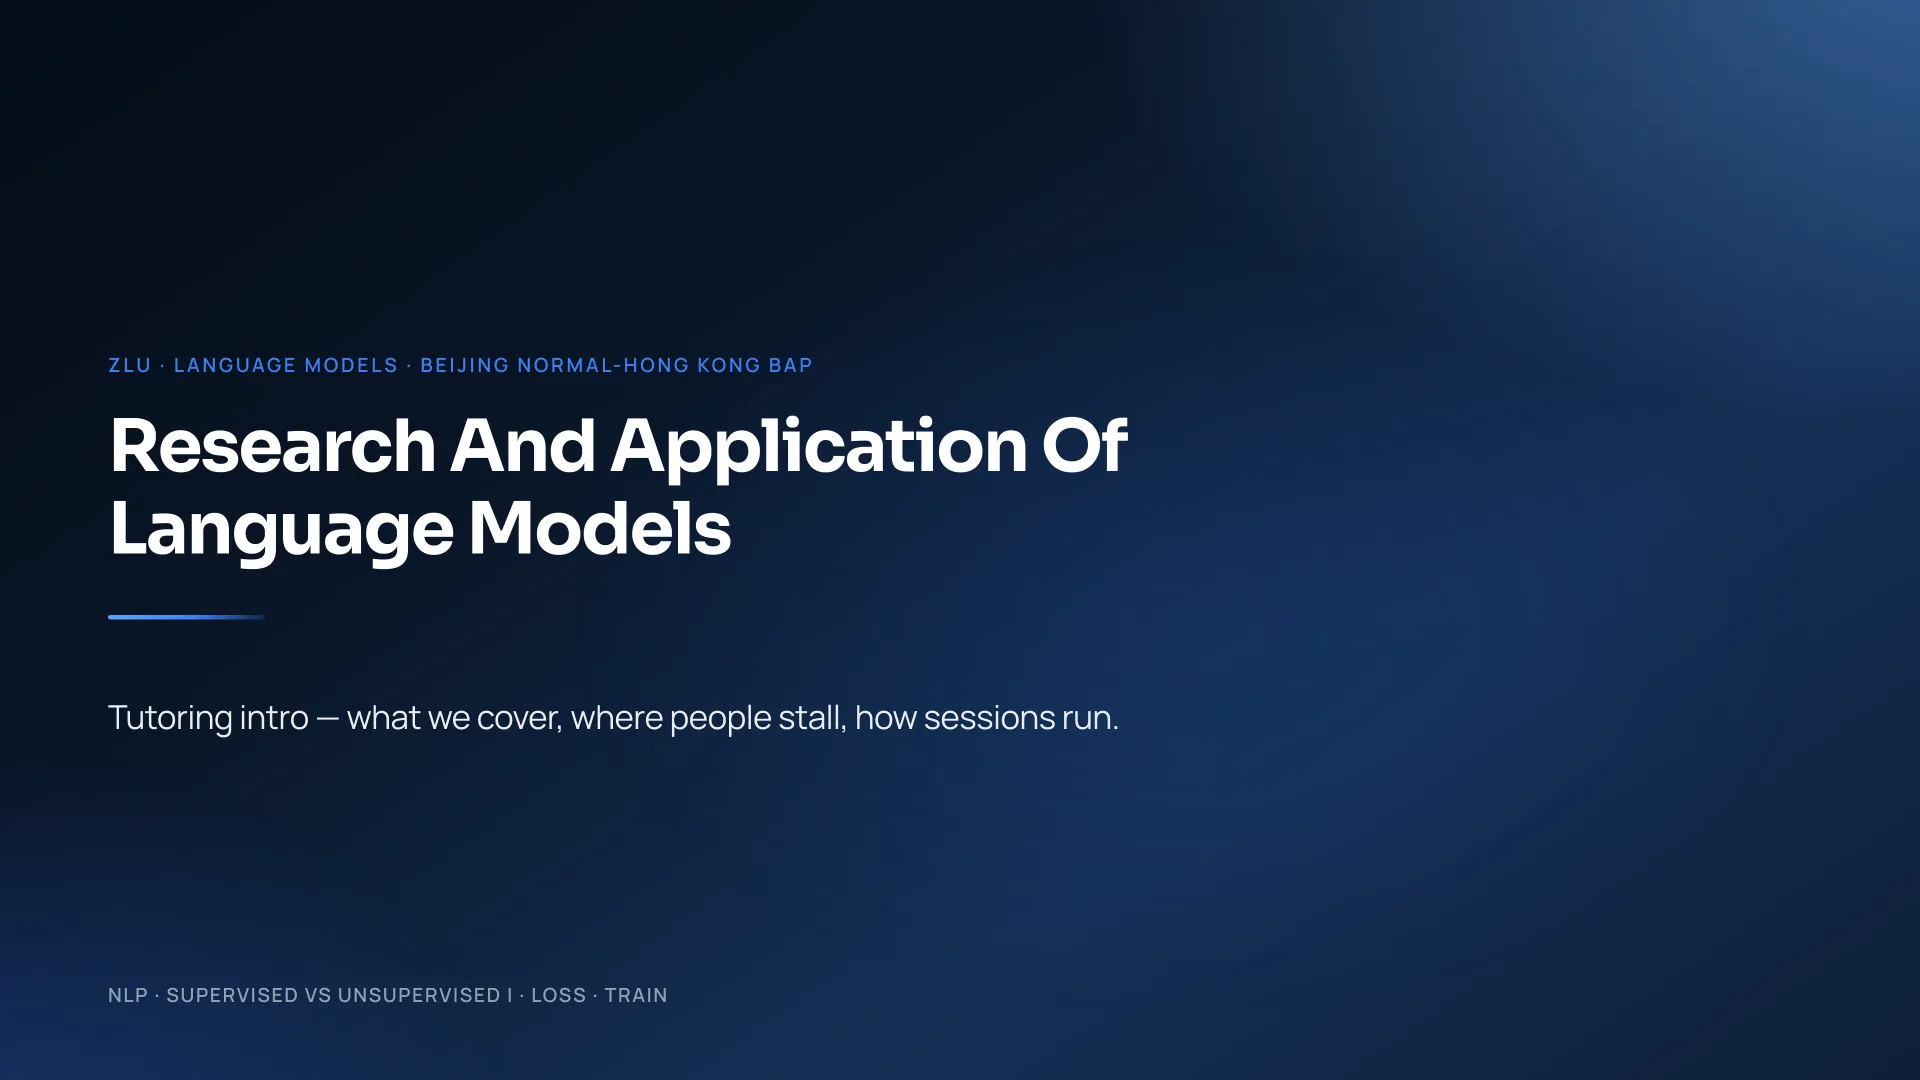 ZLU · LANGUAGE MODELS · BEIJING NORMAL-HONG KONG BAP
Research And Application Of
Language Models
Tutoring intro — what we cover, where people stall, how sessions run.
NLP · SUPERVISED VS UNSUPERVISED I · LOSS · TRAIN